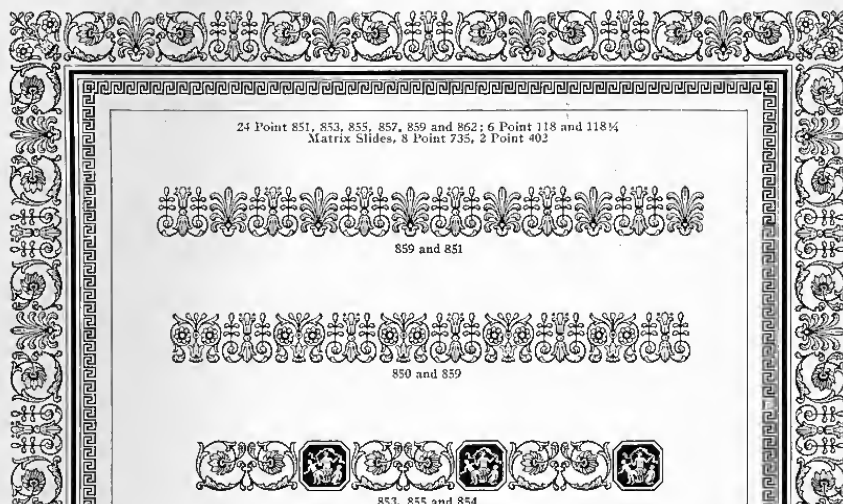 24 Point 851, 853, 855, 857, 859 and 862; 6 Point 118 and 118¼
Matrix Slides, 8 Point 735, 2 Point 402
859 and 851
850 and 859
853, 855 and 854